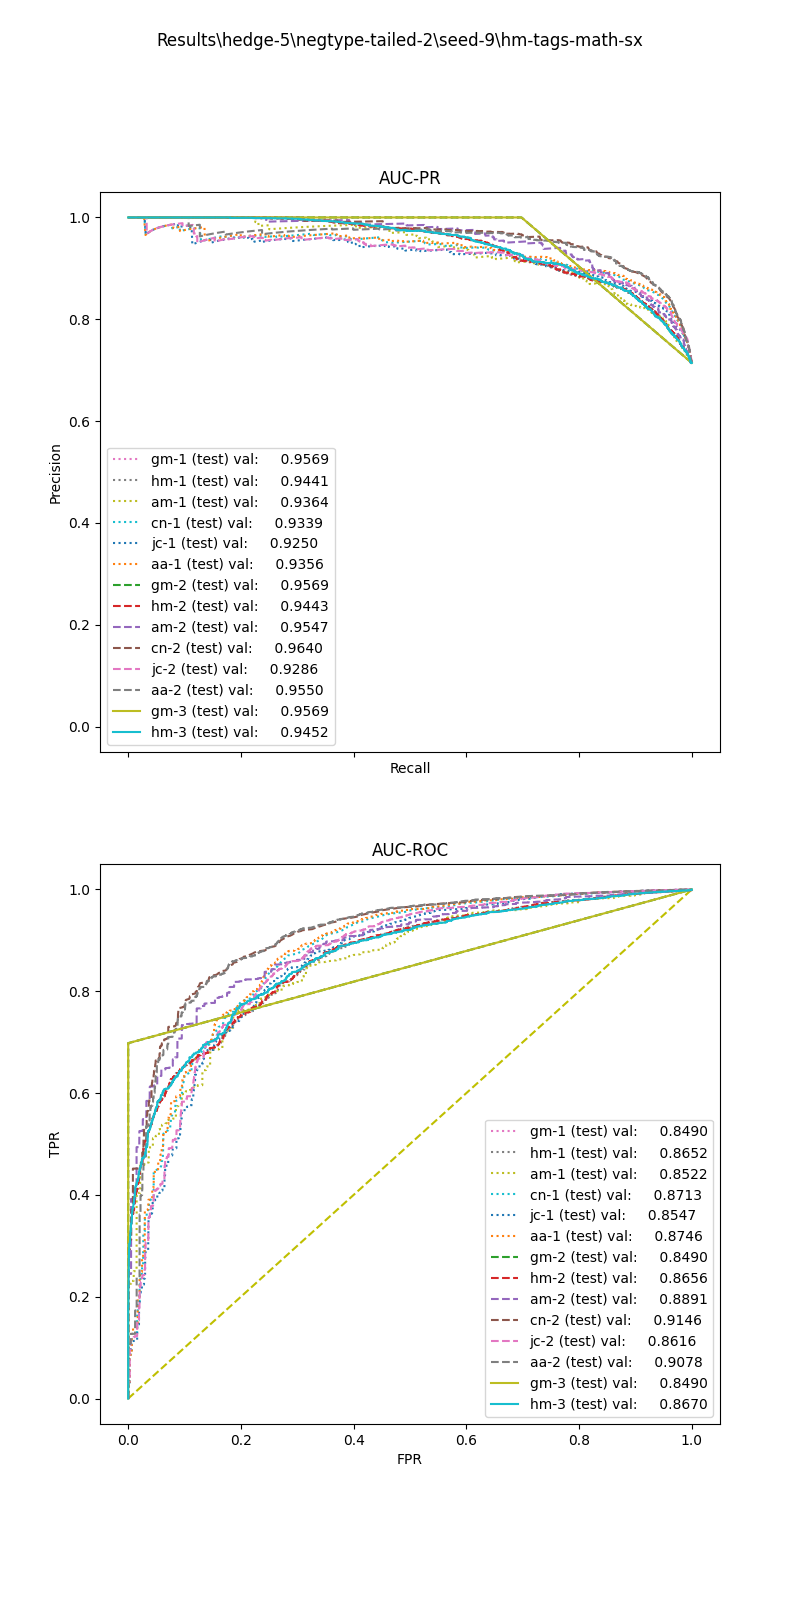 Results\hedge-5\negtype-tailed-2\seed-9\hm-tags-math-sx
AUC-PR
1.0
0.8
0.6
0.4
0.2
0.0
Precision
gm-1 (test) val: 0.9569
hm-1 (test) val: 0.9441
am-1 (test) val: 0.9364
cn-1 (test) val: 0.9339
jc-1 (test) val: 0.9250
aa-1 (test) val: 0.9356
gm-2 (test) val: 0.9569
hm-2 (test) val: 0.9443
am-2 (test) val: 0.9547
cn-2 (test) val: 0.9640
jc-2 (test) val: 0.9286
aa-2 (test) val: 0.9550
gm-3 (test) val: 0.9569
hm-3 (test) val: 0.9452
Recall
AUC-ROC
1.0
0.8
0.6
0.4
0.2
0.0
TPR
gm-1 (test) val: 0.8490
hm-1 (test) val: 0.8652
am-1 (test) val: 0.8522
cn-1 (test) val: 0.8713
jc-1 (test) val: 0.8547
aa-1 (test) val: 0.8746
gm-2 (test) val: 0.8490
hm-2 (test) val: 0.8656
am-2 (test) val: 0.8891
cn-2 (test) val: 0.9146
jc-2 (test) val: 0.8616
aa-2 (test) val: 0.9078
gm-3 (test) val: 0.8490
hm-3 (test) val: 0.8670
0.0 0.2 0.4 0.6 0.8 1.0
FPR